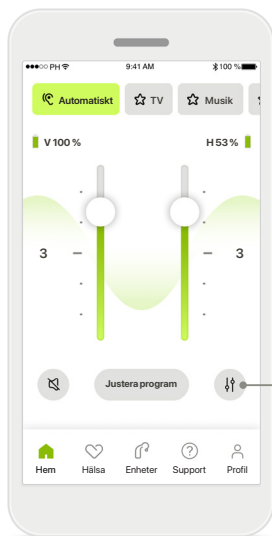 PH 9:41 AM 100 %
Automatiskt TV Musik
V 100 % H 53 %
3 3
Justera program
Hem Hälsa Enheter Support Profil